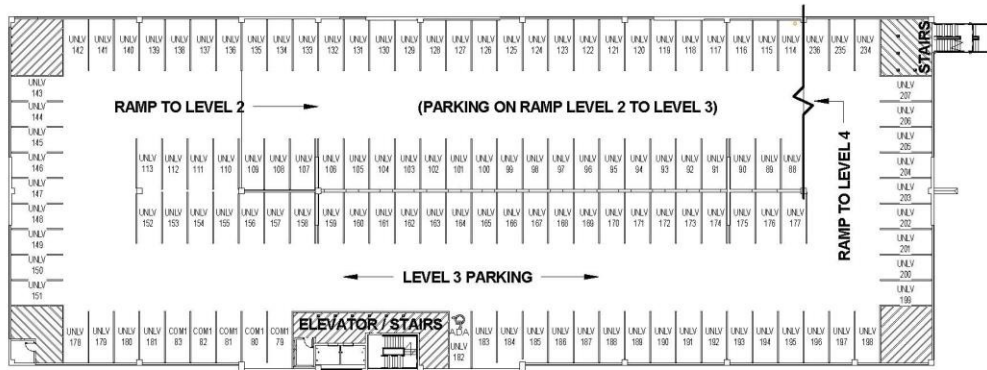 UNLV UNLV UNLV UNLV UNLV UNLV UNLV UNLV UNLV UNLV UNLV UNLV UNLV UNLV UNLV UNLV UNLV UNLV UNLV UNLV UNLV UNLV UNLV UNLV UNLV UNLV UNLV UNLV UNLV UNLV UNLV UNLV
142 141 140 139 138 137 136 135 134 133 132 131 130 129 128 127 126 125 124 123 122 121 120 119 118 117 116 115 114 236 235 234
STAIRS
UNLV
143
UNLV
144
UNLV
145
UNLV
146
UNLV
147
UNLV
148
UNLV
149
UNLV
150
UNLV
151
RAMP TO LEVEL 2
(PARKING ON RAMP LEVEL 2 TO LEVEL 3)
UNLV UNLV UNLV UNLV UNLV UNLV UNLV UNLV UNLV UNLV UNLV UNLV UNLV UNLV UNLV UNLV UNLV UNLV UNLV UNLV UNLV UNLV UNLV UNLV UNLV UNLV
113 112 111 110 109 108 107 106 105 104 103 102 101 100 99 98 97 96 95 94 93 92 91 90 89 88
UNLV UNLV UNLV UNLV UNLV UNLV UNLV UNLV UNLV UNLV UNLV UNLV UNLV UNLV UNLV UNLV UNLV UNLV UNLV UNLV UNLV UNLV UNLV UNLV UNLV UNLV
152 153 154 155 156 157 158 159 160 161 162 163 164 165 166 167 168 169 170 171 172 173 174 175 176 177
RAMP TO LEVEL 4
UNLV
207
UNLV
206
UNLV
205
UNLV
204
UNLV
203
UNLV
202
UNLV
201
UNLV
200
UNLV
199
LEVEL 3 PARKING
ELEVATOR / STAIRS
UNLV UNLV UNLV UNLV COM1 COM1 COM1 COM1 COM1
178 179 180 181 83 82 81 80 79
ADA
UNLV
182
UNLV UNLV UNLV UNLV UNLV UNLV UNLV UNLV UNLV UNLV UNLV UNLV UNLV UNLV UNLV UNLV
183 184 185 186 187 188 189 190 191 192 193 194 195 196 197 198